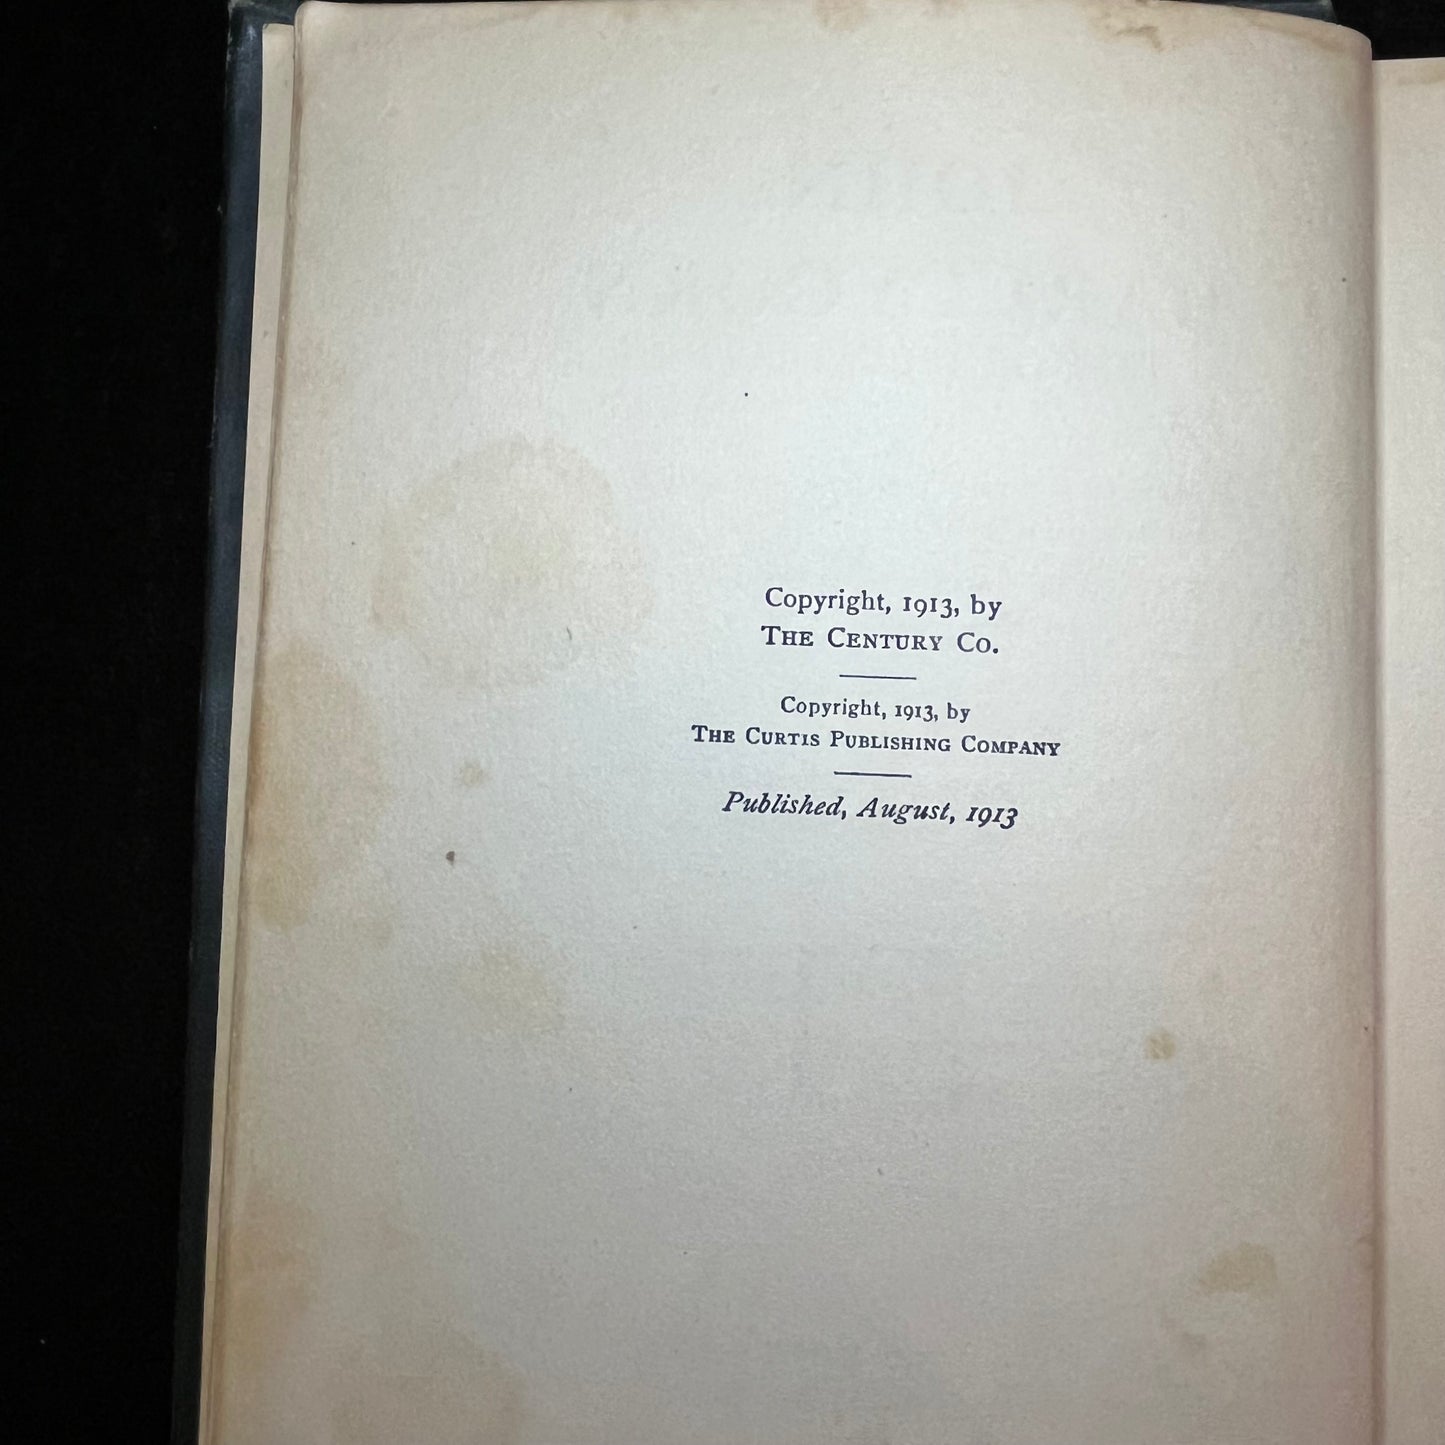 Copyright, 1913, by
THE CENTURY CO.
Copyright, 1913, by
THE CURTIS PUBLISHING COMPANY
Published, August, 1913